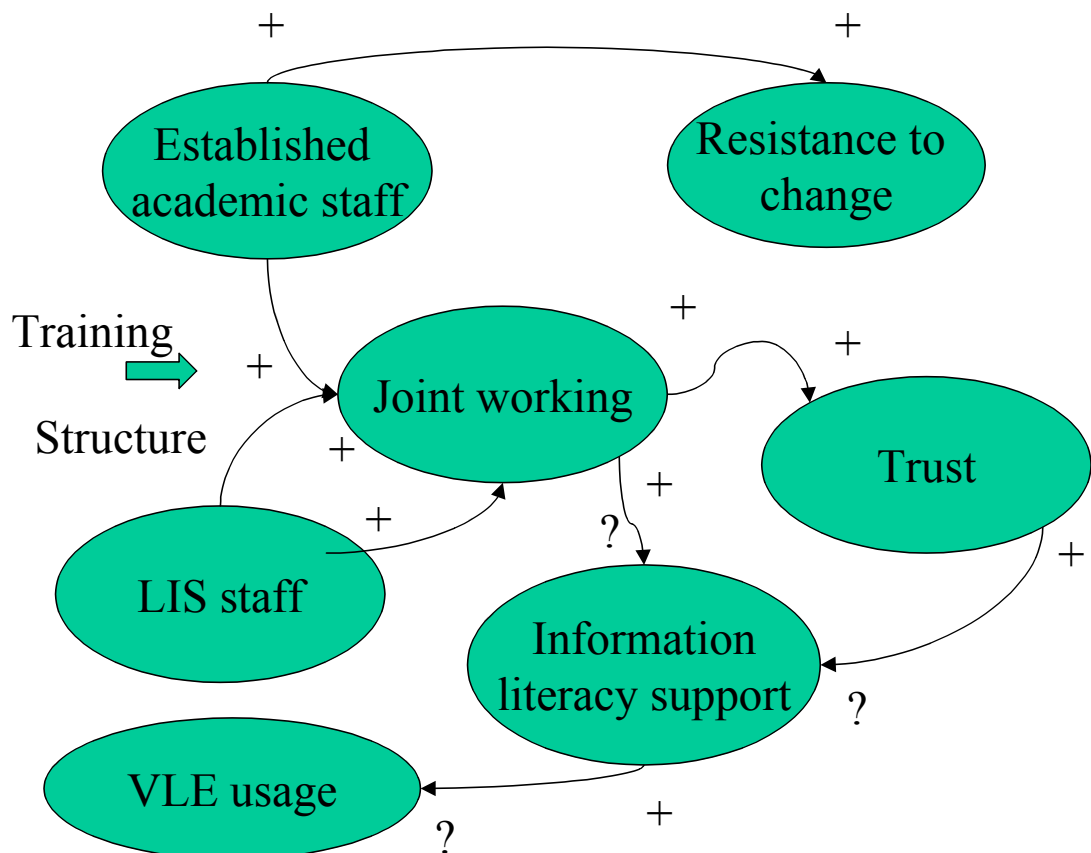 + +
Established
academic staff
Resistance to
change
Training
Structure
+
+
+
Joint working
+
+
Trust
+
+
?
+
LIS staff
Information
literacy support
?
VLE usage
?
+